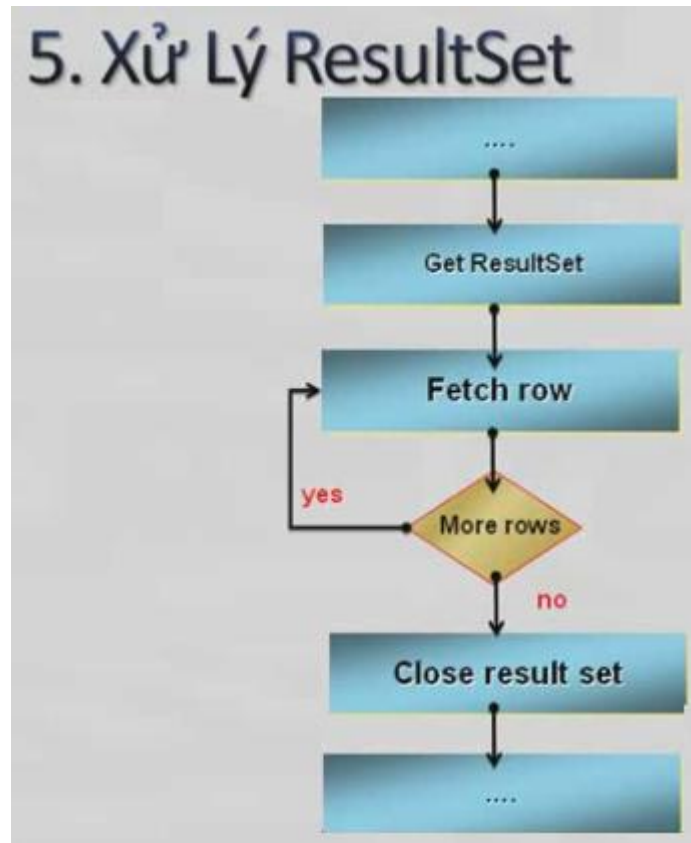 5. Xử Lý ResultSet
....
Get ResultSet
Fetch row
yes
More rows
no
Close result set
....